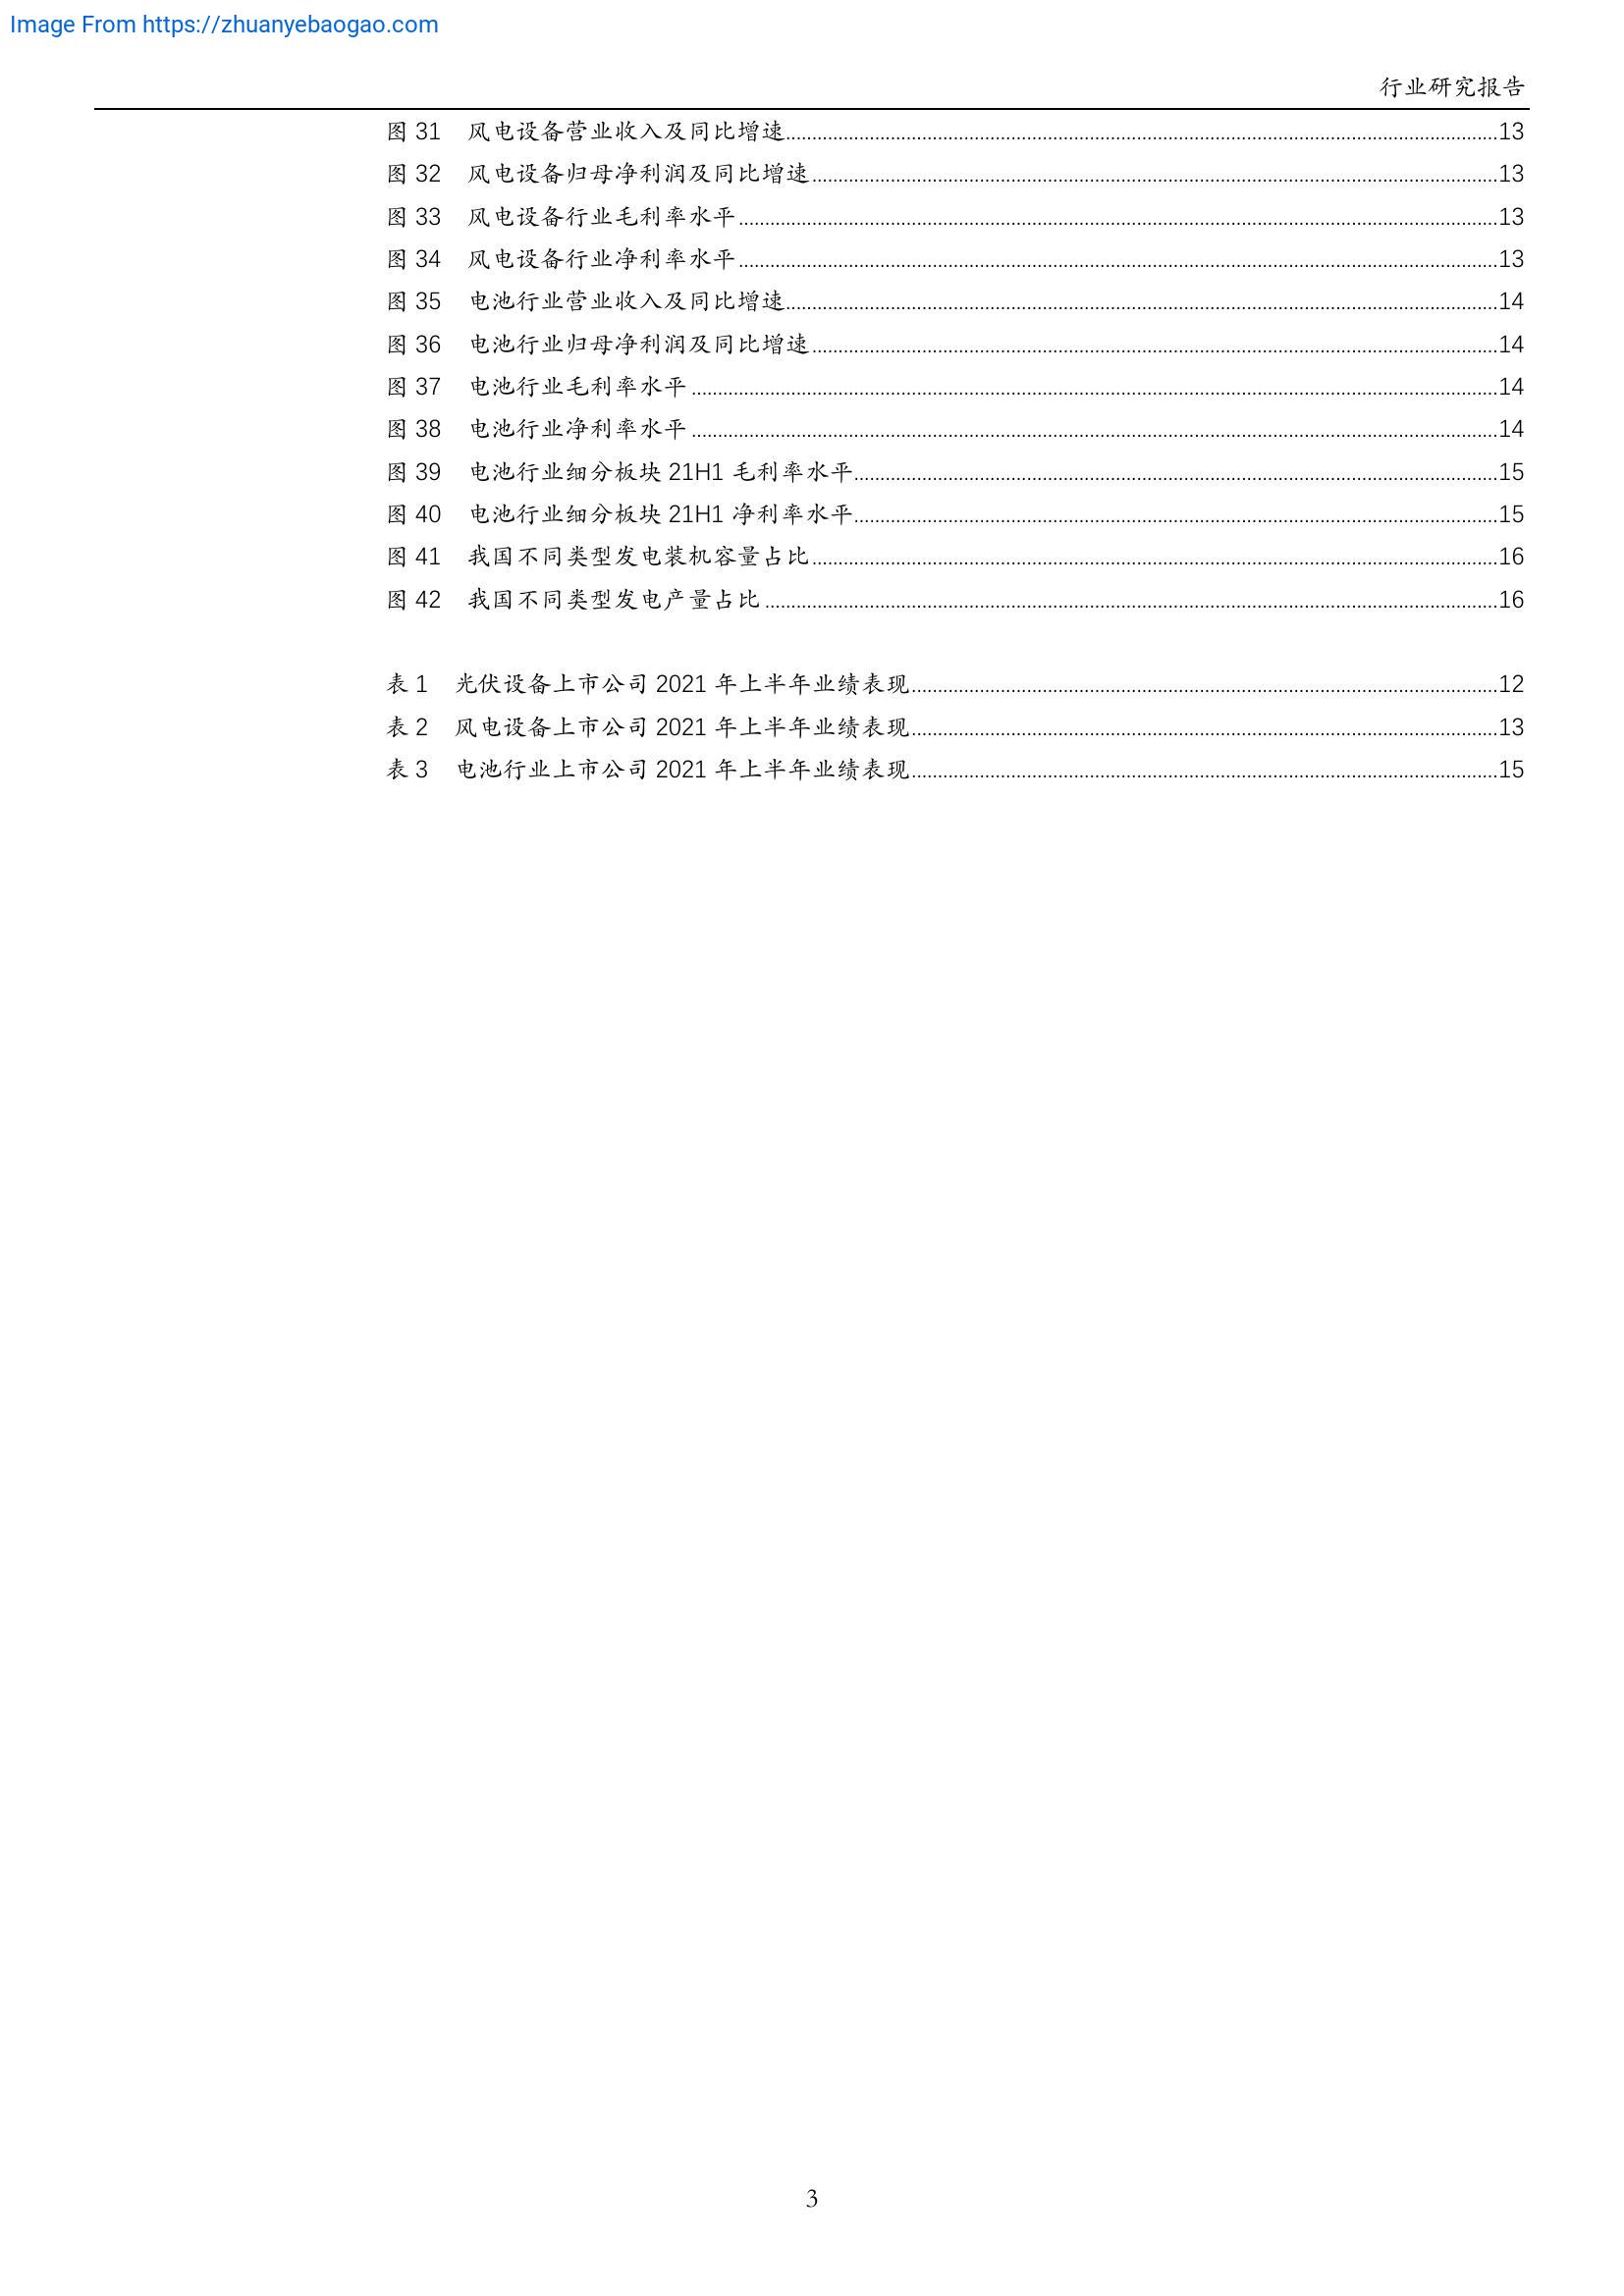 Image From https://zhuanyebaogao.com
行业研究报告
图 31 风电设备营业收入及同比增速........................13
图 32 风电设备归母净利润及同比增速........................13
图 33 风电设备行业毛利率水平........................13
图 34 风电设备行业净利率水平........................13
图 35 电池行业营业收入及同比增速........................14
图 36 电池行业归母净利润及同比增速........................14
图 37 电池行业毛利率水平........................14
图 38 电池行业净利率水平........................14
图 39 电池行业细分板块 21H1 毛利率水平........................15
图 40 电池行业细分板块 21H1 净利率水平........................15
图 41 我国不同类型发电装机容量占比........................16
图 42 我国不同类型发电产量占比........................16
表 1 光伏设备上市公司 2021 年上半年业绩表现........................12
表 2 风电设备上市公司 2021 年上半年业绩表现........................13
表 3 电池行业上市公司 2021 年上半年业绩表现........................15
3